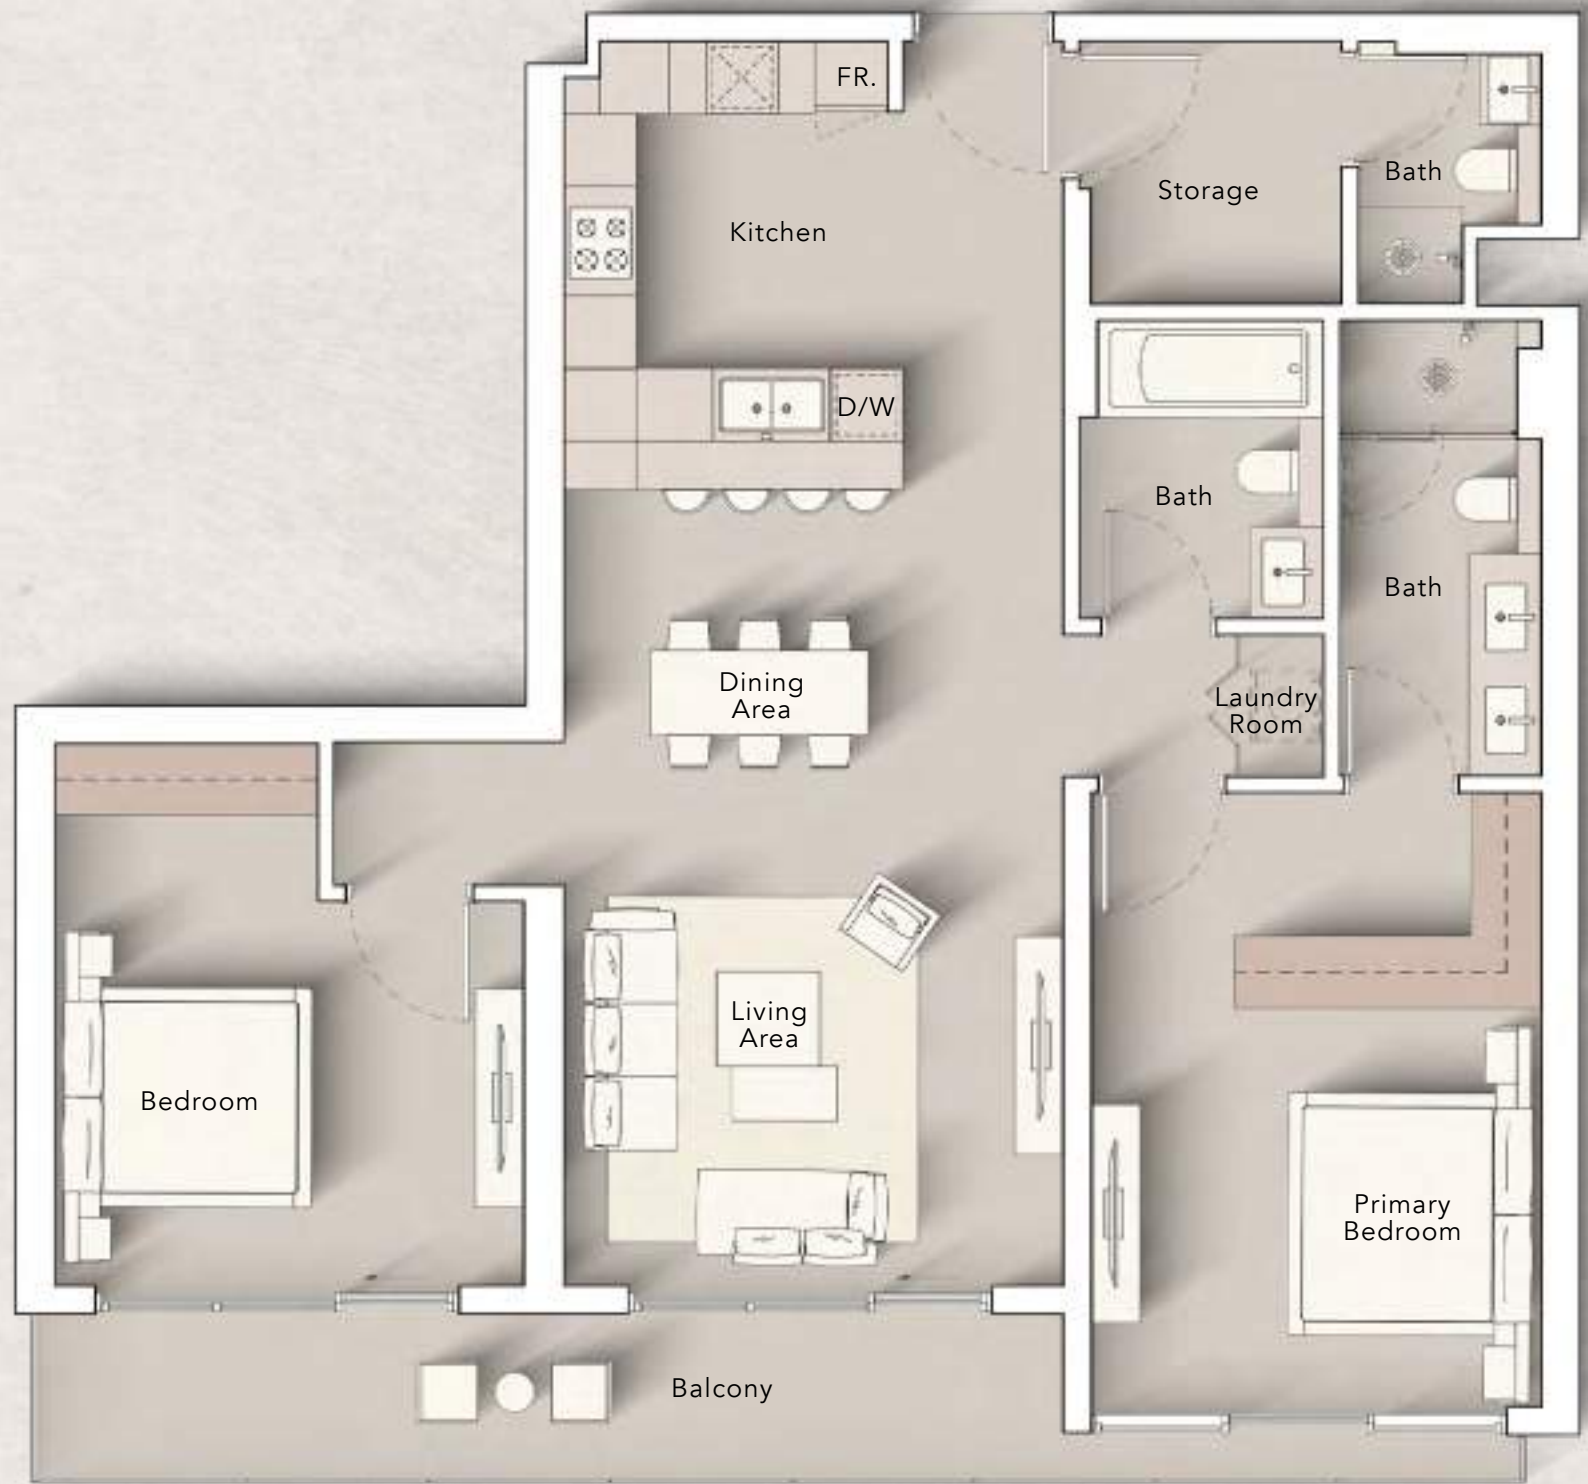 FR.
Kitchen
Storage
Bath
D/W
Bath
Bath
Dining
Area
Laundry
Room
Living
Area
Bedroom
Primary
Bedroom
Balcony